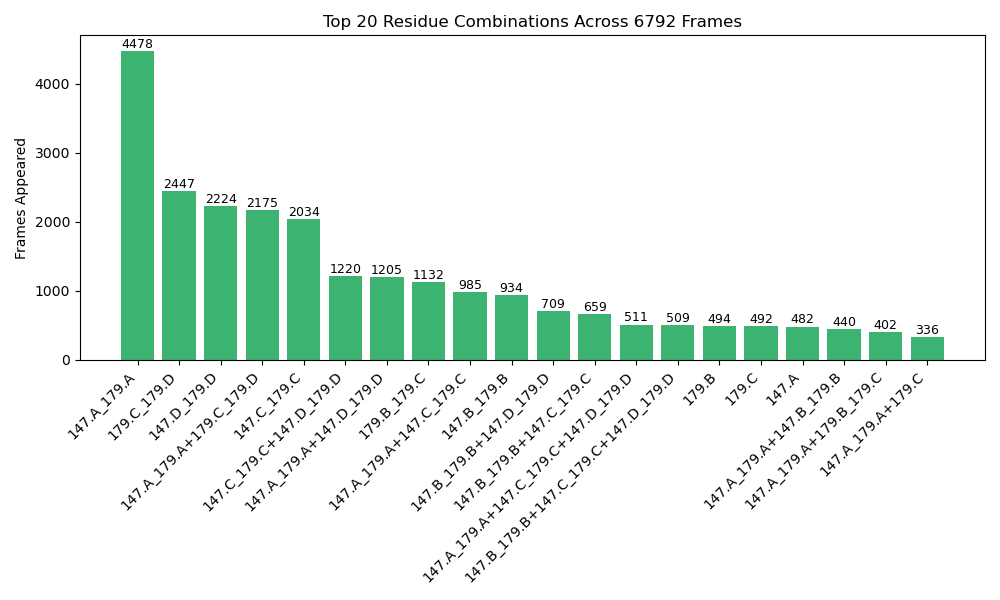 Top 20 Residue Combinations Across 6792 Frames
Frames Appeared
4000
3000
2000
1000
0
4478
2447
2224
2175
2034
1220
1205
1132
985
934
709
659
511
509
494
492
482
440
402
336
147.A_179.A
179.C_179.D
147.D_179.D
147.A_179.A+179.C_179.D
147.C_179.C
147.C_179.C+147.D_179.D
147.A_179.A+147.D_179.D
179.B_179.C
147.A_179.A+147.C_179.C
147.B_179.B
147.B_179.B+147.D_179.D
147.B_179.B+147.C_179.C
147.A_179.A+147.C_179.C+147.D_179.D
147.B_179.B+147.C_179.C+147.D_179.D
179.B
179.C
147.A
147.A_179.A+147.B_179.B
147.A_179.A+179.B_179.C
147.A_179.A+179.C